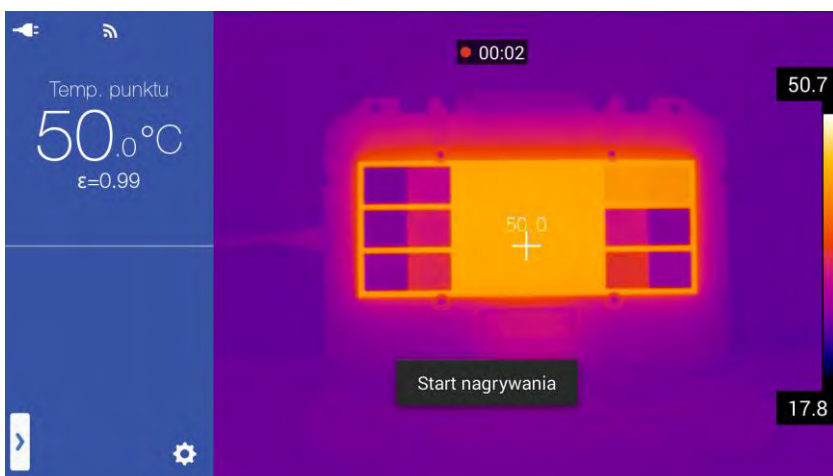 00:02
Temp. punktu
50.0°C
ε=0.99
50.7
50.0
Start nagrywania
17.8